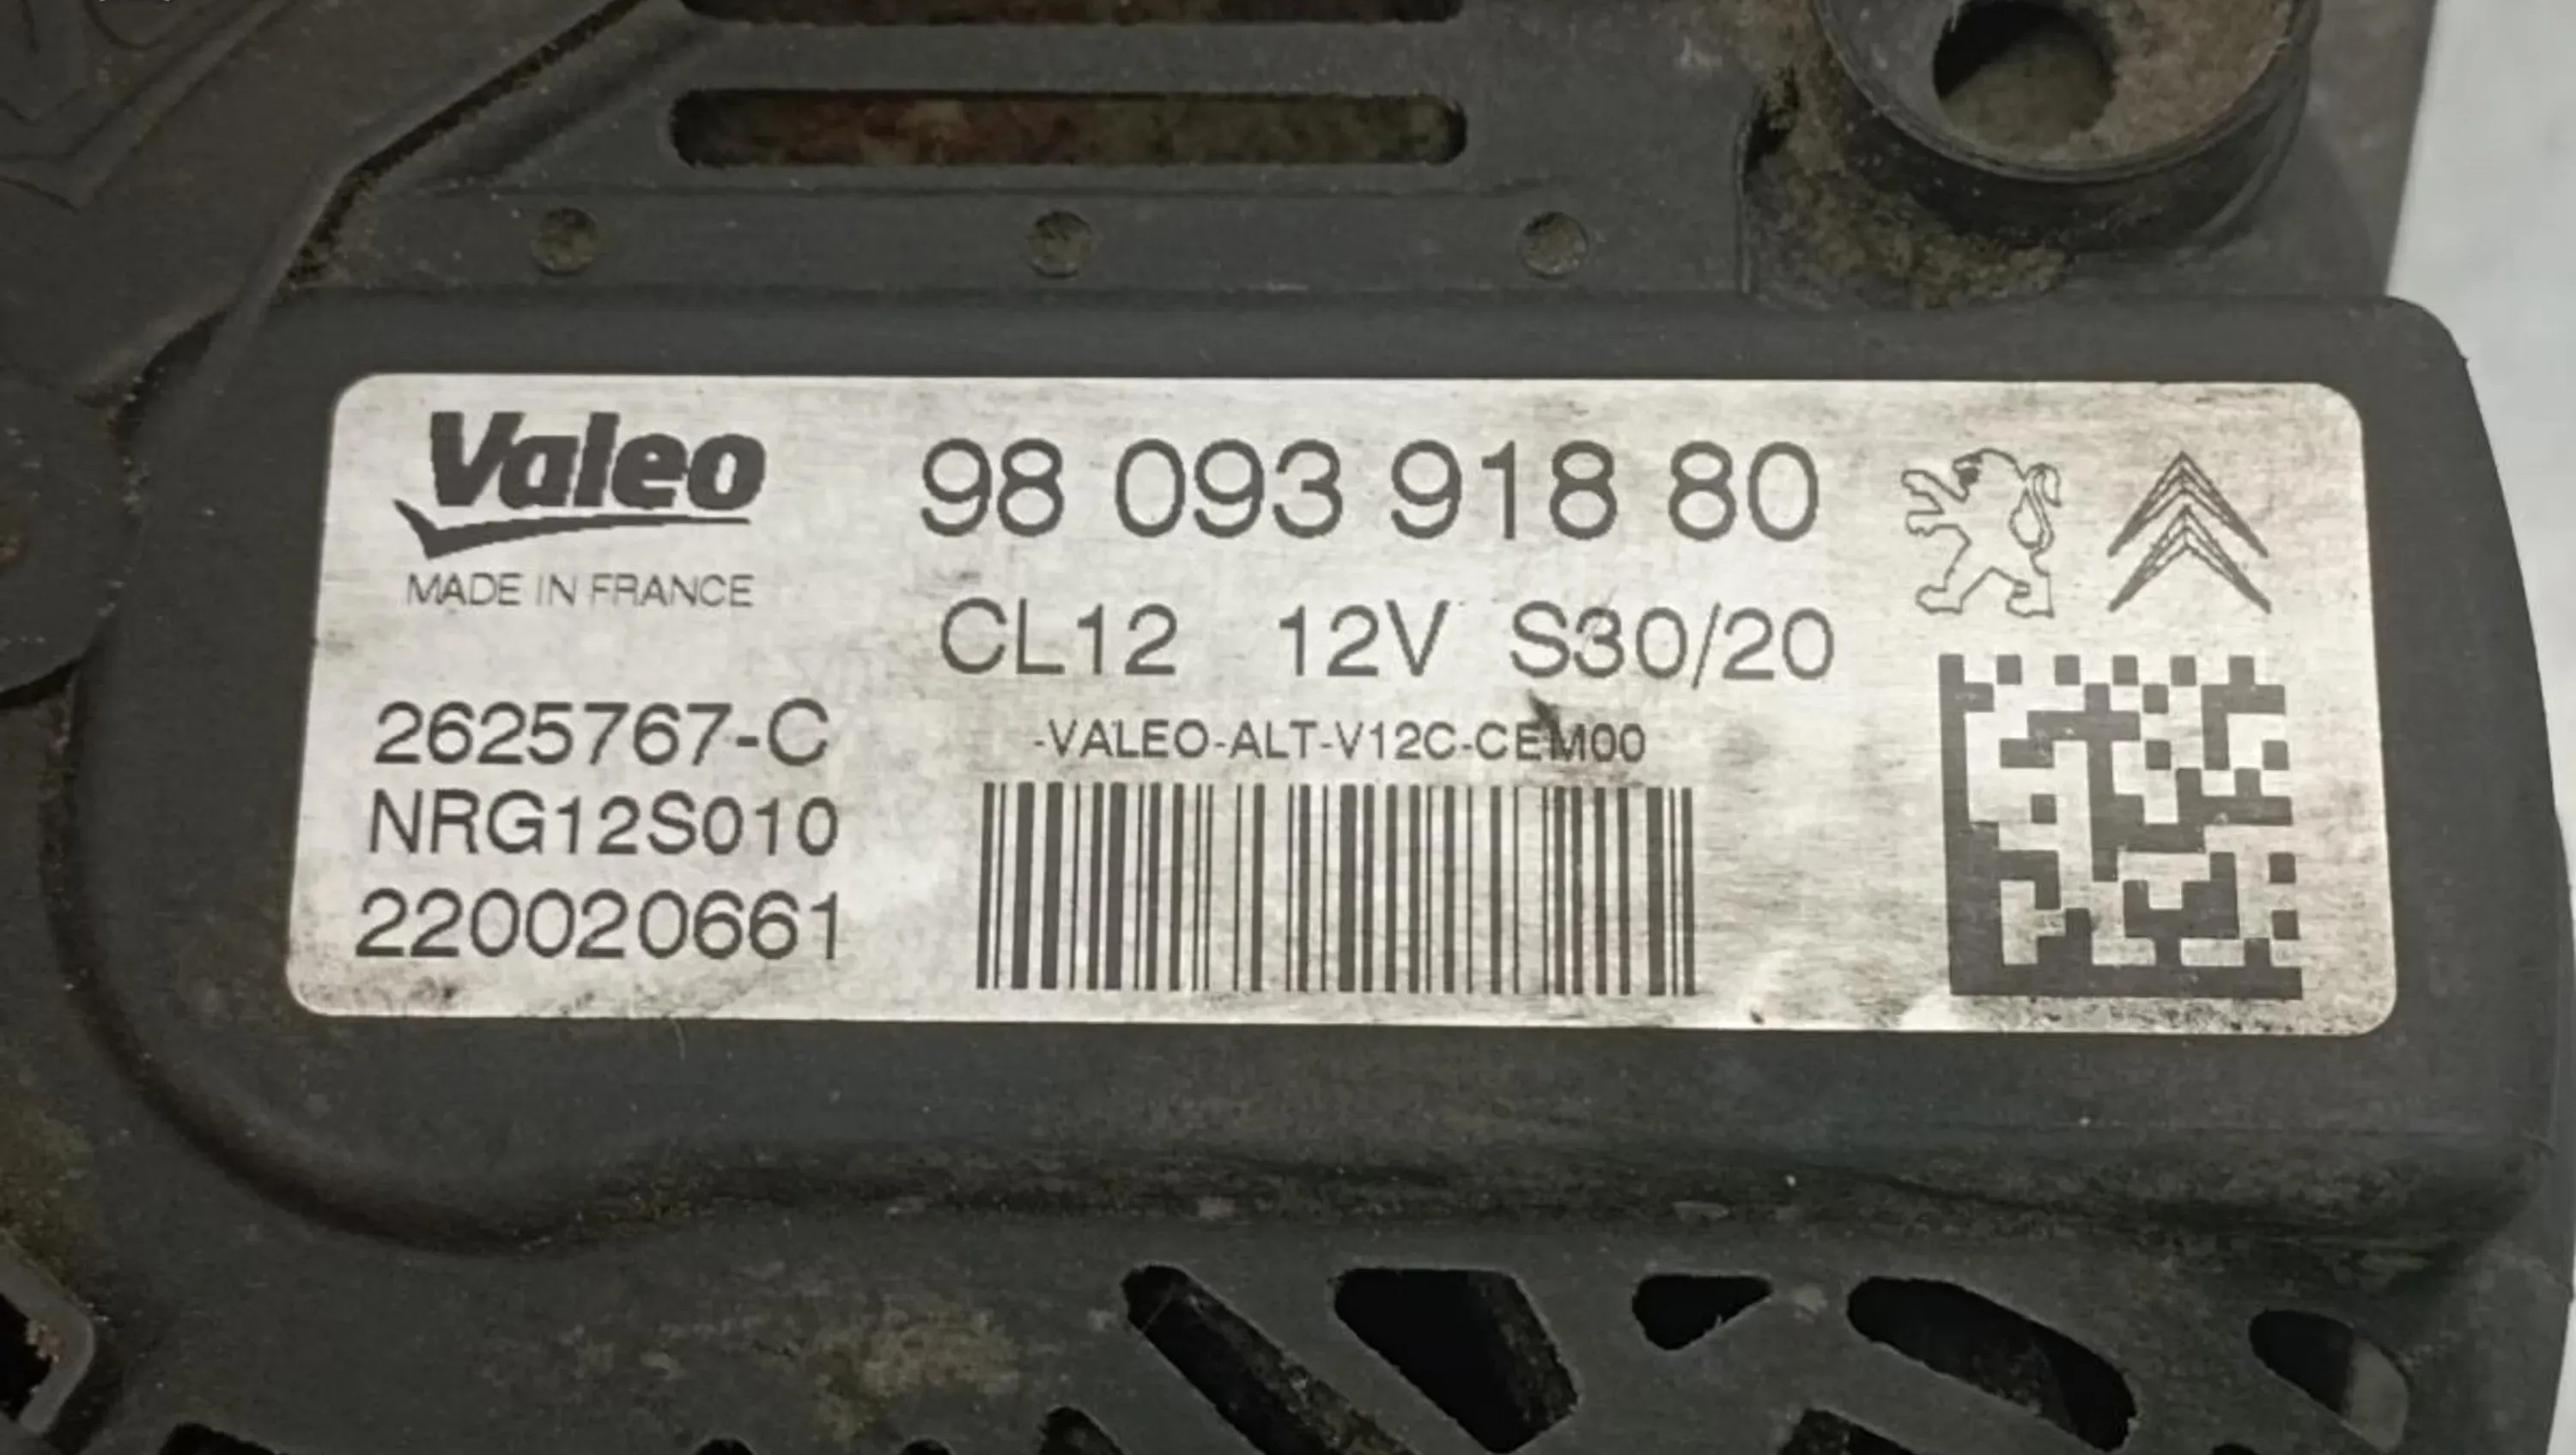 Valeo
MADE IN FRANCE
98 093 918 80
CL12 12V S30/20
2625767-C
NRG12S010
220020661
-VALEO-ALT-V12C-CEM00